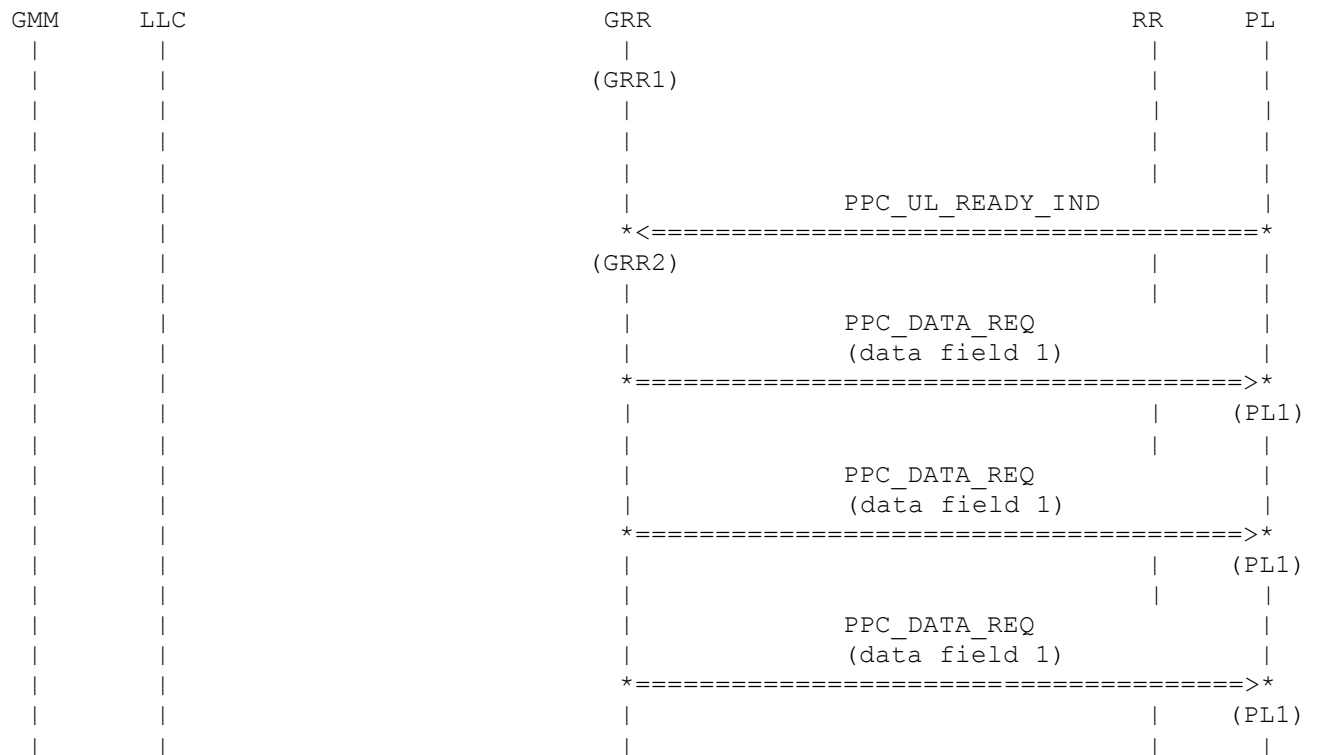 GMM LLC GRR RR PL
(GRR1)
PPC_UL_READY_IND
*<======================================*
(GRR2)
PPC_DATA_REQ
(data field 1)
*======================================>*
(PL1)
PPC_DATA_REQ
(data field 1)
*======================================>*
(PL1)
PPC_DATA_REQ
(data field 1)
*======================================>*
(PL1)